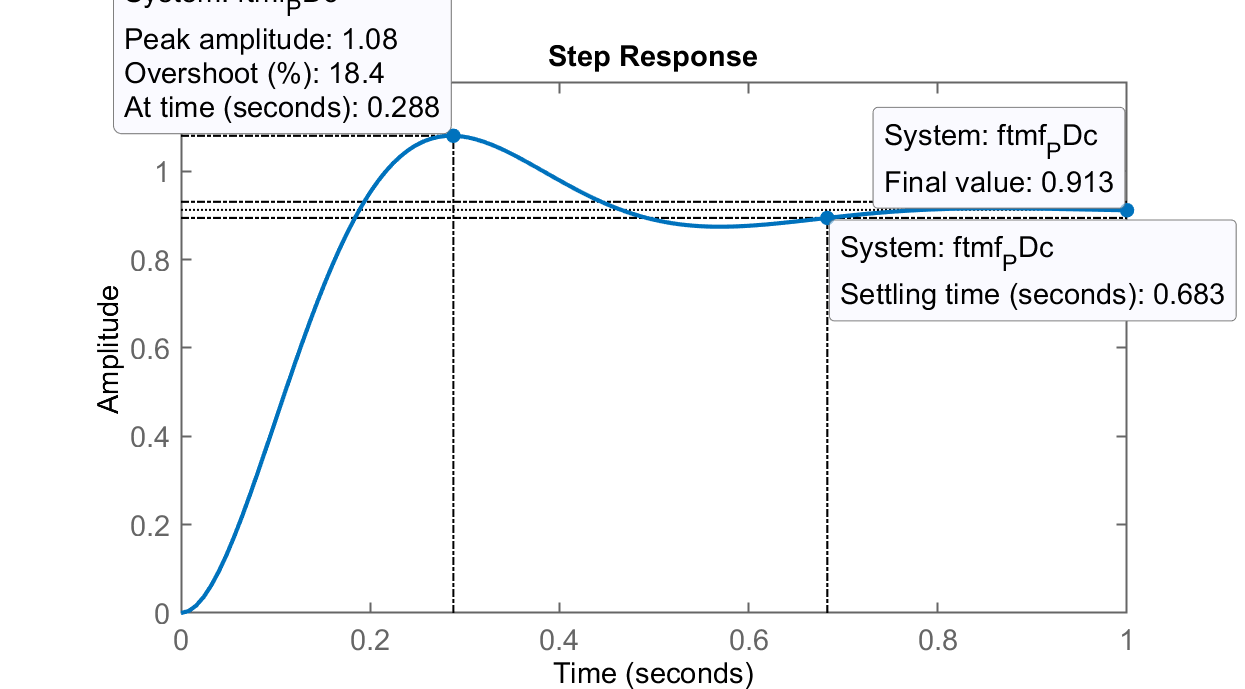 Peak amplitude: 1.08
Overshoot (%): 18.4
At time (seconds): 0.288
Step Response
System: ftmfPDc
Final value: 0.913
System: ftmfPDc
Settling time (seconds): 0.683
Amplitude
1
0.8
0.6
0.4
0.2
0
0
0.2
0.4
0.6
0.8
1
Time (seconds)